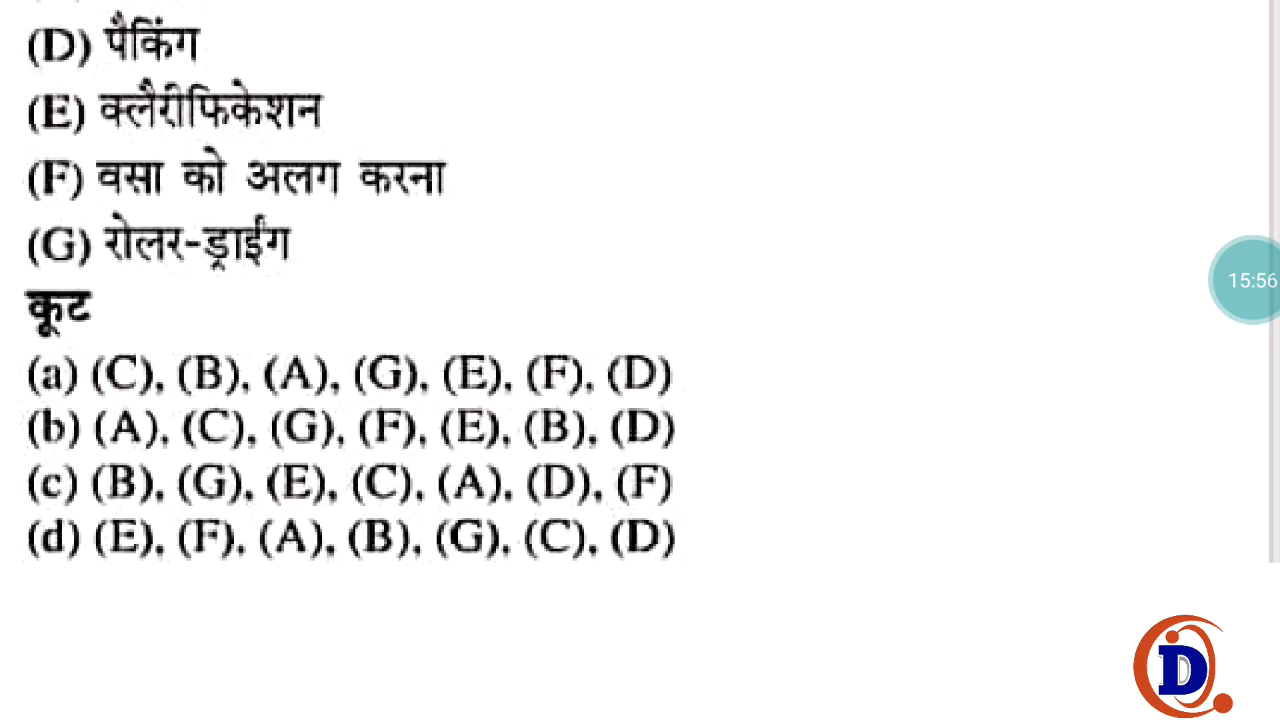 (D) पैकिंग
(E) क्लैरीफिकेशन
(F) वसा को अलग करना
(G) रोलर-ड्राईंग
15:56
कूट
(a) (C), (B), (A), (G), (E), (F), (D)
(b) (A), (C), (G), (F), (E), (B), (D)
(c) (B), (G), (E), (C), (A), (D), (F)
(d) (E), (F), (A), (B), (G), (C), (D)
D